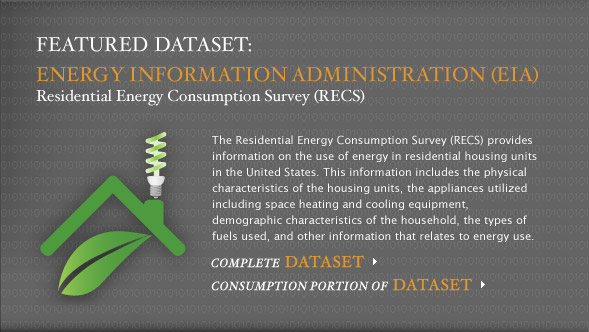 FEATURED DATASET:
ENERGY INFORMATION ADMINISTRATION (EIA)
Residential Energy Consumption Survey (RECS)
The Residential Energy Consumption Survey (RECS) provides
information on the use of energy in residential housing units
in the United States. This information includes the physical
characteristics of the housing units, the appliances utilized
including space heating and cooling equipment,
demographic characteristics of the household, the types of
fuels used, and other information that relates to energy use.
COMPLETE DATASET
CONSUMPTION PORTION OF DATASET